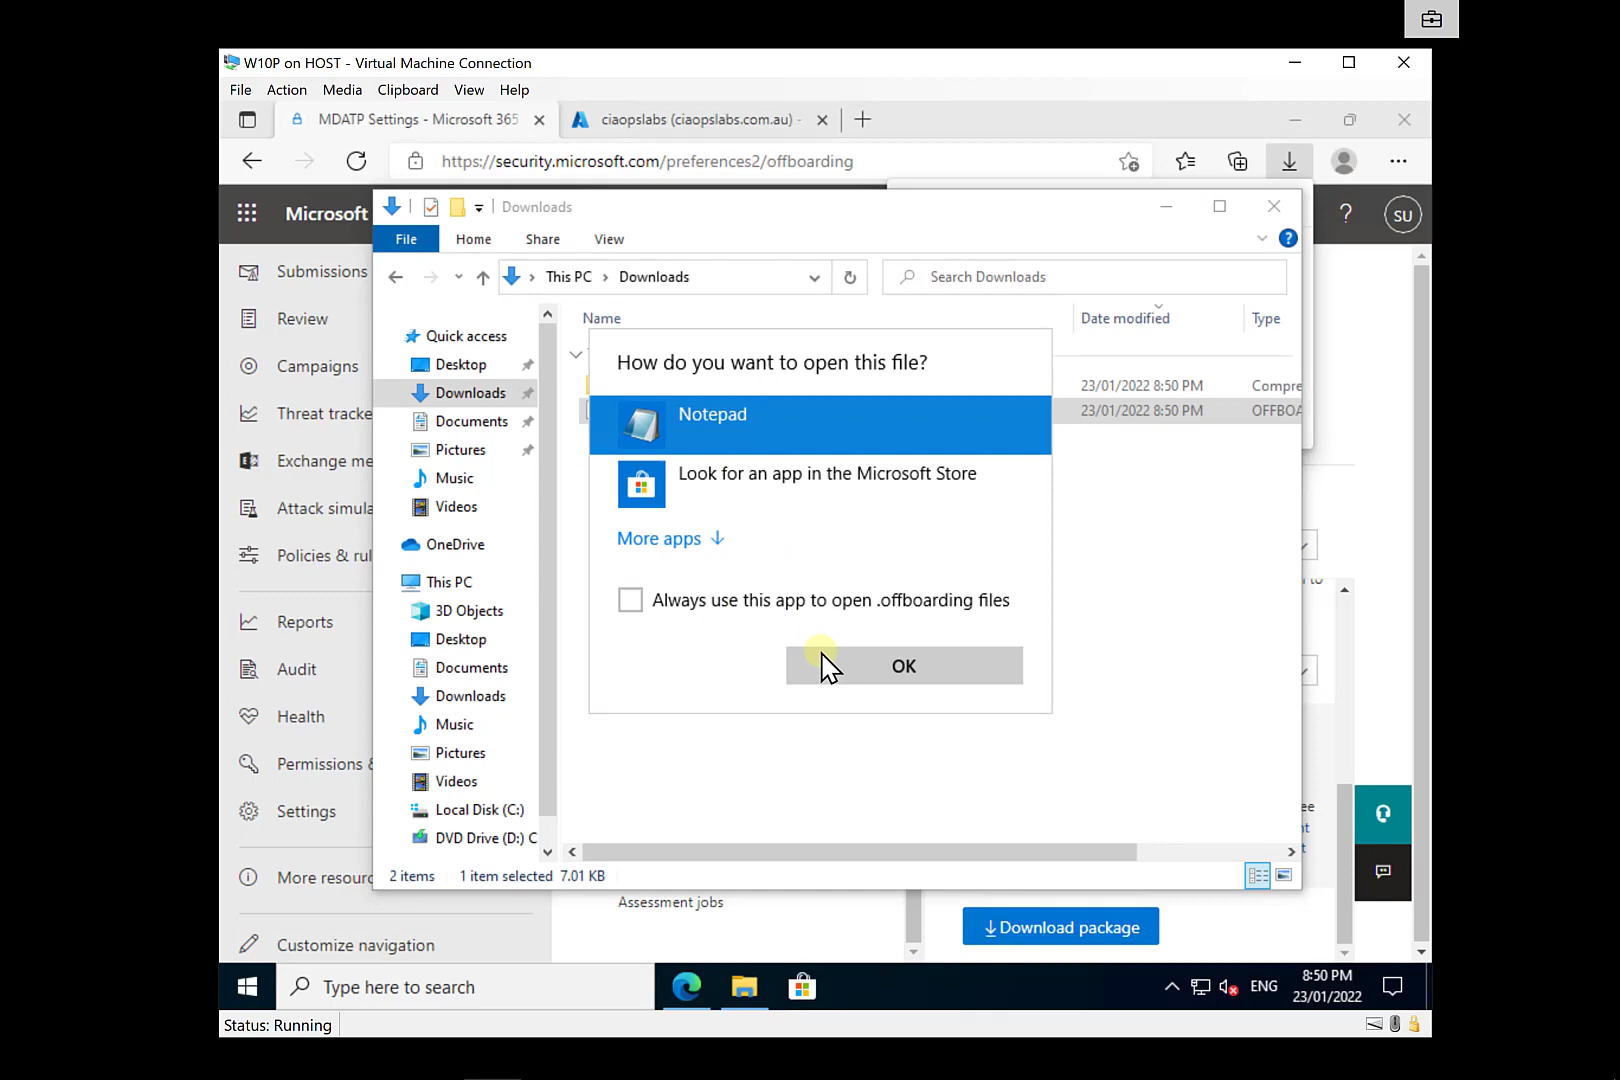 W10P on HOST - Virtual Machine Connection
File Action Media Clipboard View Help
MDATP Settings - Microsoft 365
ciaopslabs (ciaopslabs.com.au) -
https://security.microsoft.com/preferences2/offboarding
Microsoft
SU
Submissions
Review
Campaigns
Threat tracke
Exchange me
Attack simula
Policies & rul
Reports
Audit
Health
Permissions &
Settings
More resourc
Customize navigation
Downloads
File Home Share View
This PC > Downloads
Search Downloads
Quick access
Desktop
Downloads
Documents
Pictures
Music
Videos
OneDrive
This PC
3D Objects
Desktop
Documents
Downloads
Music
Pictures
Videos
Local Disk (C:)
DVD Drive (D:) C
Name Date modified Type
23/01/2022 8:50 PM Compre
23/01/2022 8:50 PM OFFBOA
How do you want to open this file?
Notepad
Look for an app in the Microsoft Store
More apps
Always use this app to open .offboarding files
OK
2 items 1 item selected 7.01 KB
Assessment jobs
Download package
Type here to search
ENG
8:50 PM
23/01/2022
Status: Running